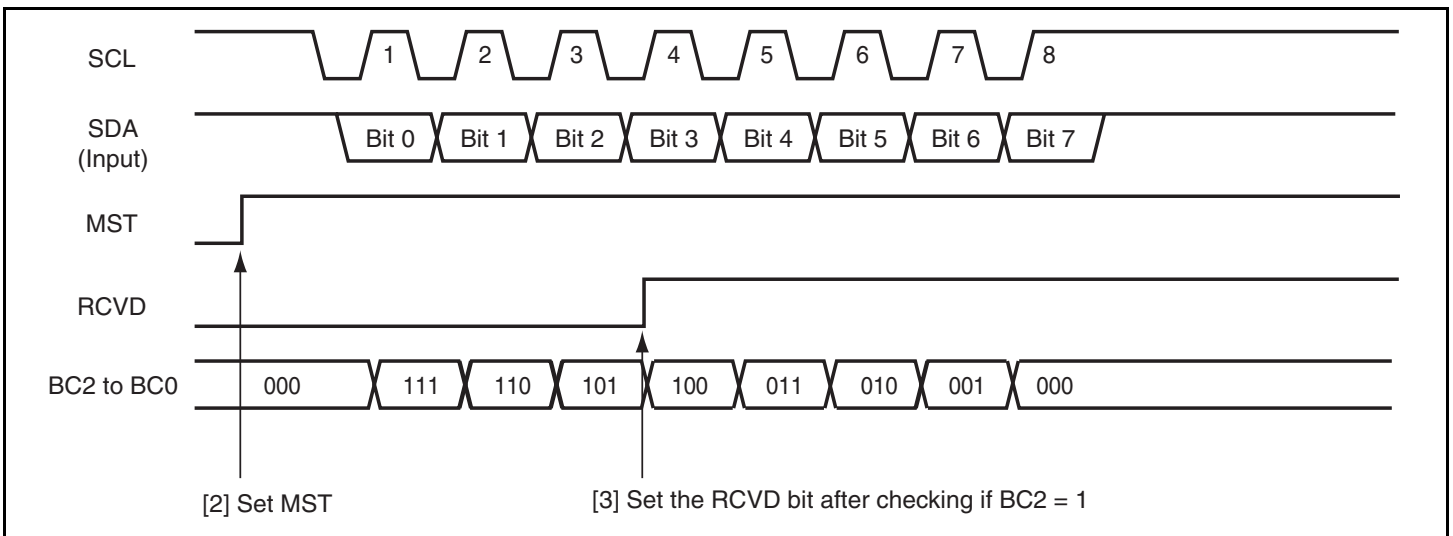 SCL 1 2 3 4 5 6 7 8
SDA
(Input)
Bit 0 Bit 1 Bit 2 Bit 3 Bit 4 Bit 5 Bit 6 Bit 7
MST
RCVD
BC2 to BC0 000 111 110 101 100 011 010 001 000
[2] Set MST
[3] Set the RCVD bit after checking if BC2 = 1